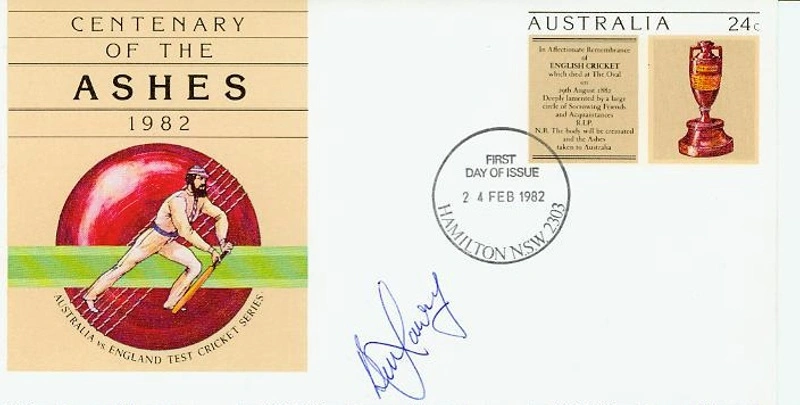 CENTENARY
OF THE
ASHES
1982
AUSTRALIA vs. ENGLAND TEST CRICKET SERIES
AUSTRALIA 24c
In Affectionate Remembrance
of
ENGLISH CRICKET
which died at The Oval
on
29th August 1882
Deeply lamented by a large
circle of Sorrowing Friends
and Acquaintances
R.I.P.
N.B. The body will be cremated
and the Ashes
taken to Australia
FIRST
DAY OF ISSUE
24 FEB 1982
HAMILTON N.S.W. 2303
Bill Lawry